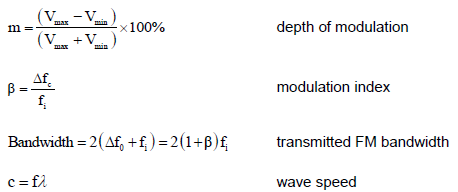 m = (V_max − V_min) / (V_max + V_min) × 100% depth of modulation
β = Δf_c / f_i modulation index
Bandwidth = 2(Δf_0 + f_i) = 2(1+β)f_i transmitted FM bandwidth
c = fλ wave speed